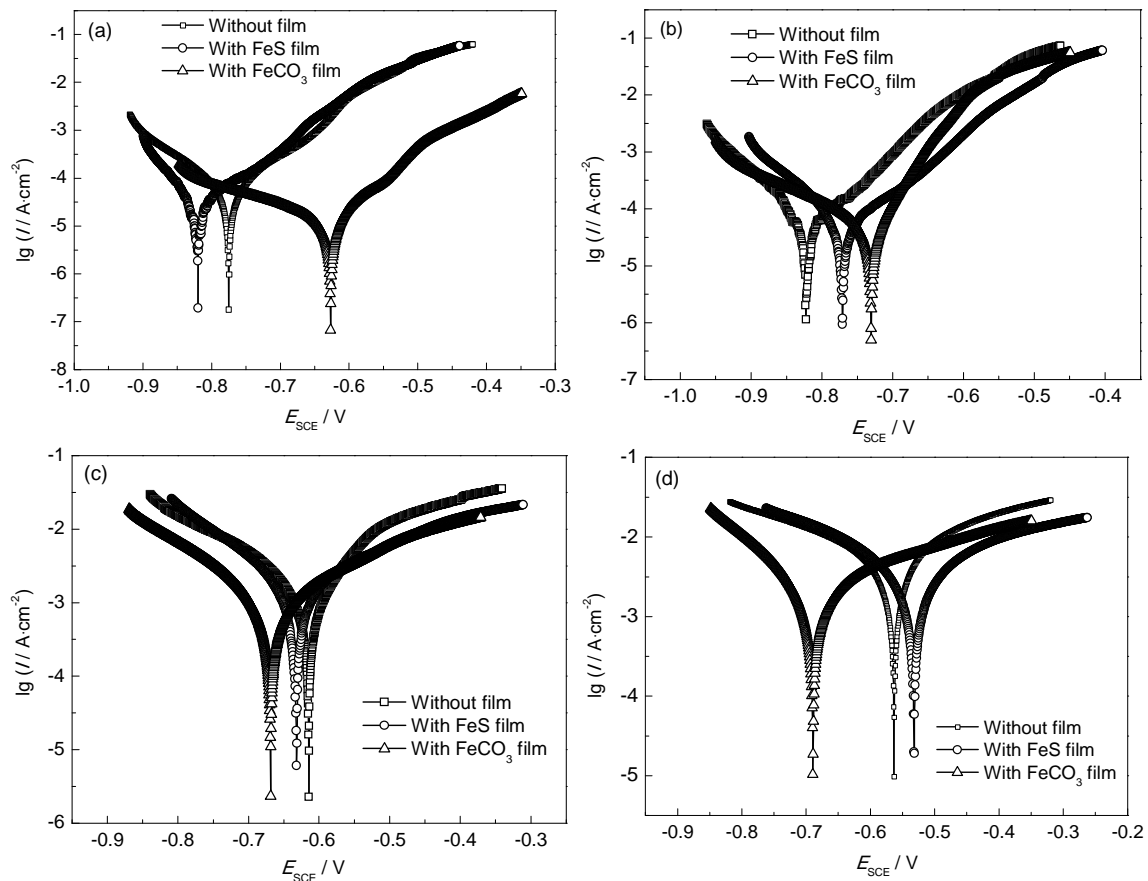 (a)
Without film
With FeS film
With FeCO3 film
lg (I// A·cm-2)
-1
-2
-3
-4
-5
-6
-7
-8
-1.0 -0.9 -0.8 -0.7 -0.6 -0.5 -0.4 -0.3
ESCE / V
(b)
Without film
With FeS film
With FeCO3 film
lg (I// A·cm-2)
-1
-2
-3
-4
-5
-6
-7
-1.0 -0.9 -0.8 -0.7 -0.6 -0.5 -0.4
ESCE / V
(c)
Without film
With FeS film
With FeCO3 film
lg (I// A·cm-2)
-1
-2
-3
-4
-5
-6
-0.9 -0.8 -0.7 -0.6 -0.5 -0.4 -0.3
ESCE / V
(d)
Without film
With FeS film
With FeCO3 film
lg (I// A·cm-2)
-1
-2
-3
-4
-5
-0.9 -0.8 -0.7 -0.6 -0.5 -0.4 -0.3 -0.2
ESCE / V